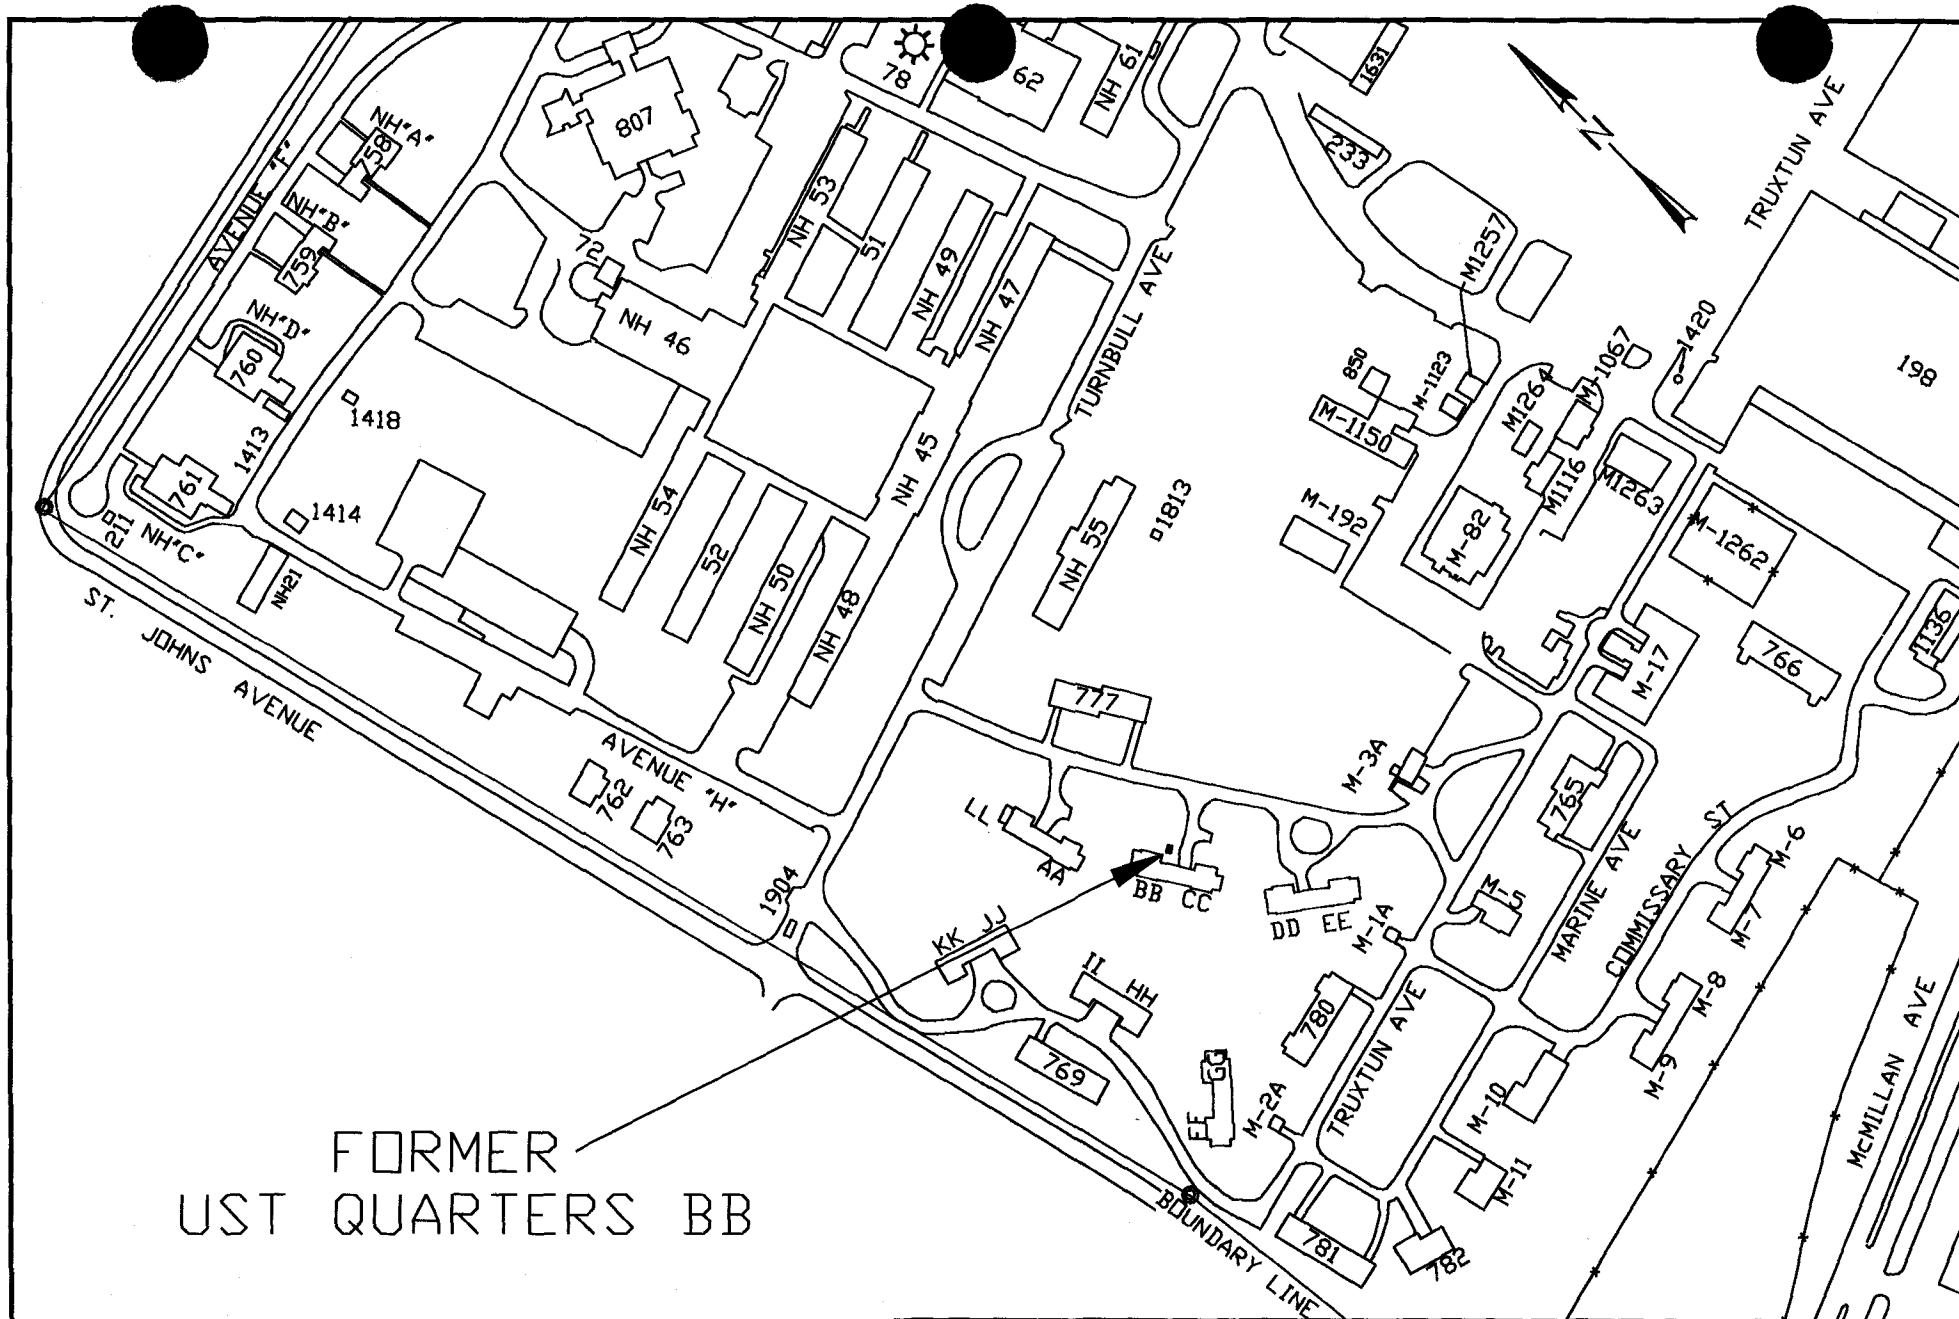 78
62
NH 61
1631
807
NH"A"
758
AVENUE "F"
NH"B"
759
NH"D"
760
1418
1413
761
1414
211
NH"C"
NH21
ST. JOHNS AVENUE
72
NH 46
NH 53
51
NH 49
NH 47
NH 45
NH 54
52
NH 50
NH 48
TURNBULL AVE
NH 55
1813
233
N
M1257
TRUXTUN AVE
1420
198
850
M-1123
M-1150
M1264
M-1067
M1116
M1263
M-192
M-82
M-1262
1136
766
M-17
777
M-3A
765
MARINE AVE
COMMISSARY ST
M-6
M-7
M-5
M-8
M-9
M-10
M-11
McMILLAN AVE
AVENUE "H"
762
763
1904
LL
AA
BB
CC
DD
EE
M-1A
KK
JJ
II
HH
769
780
TRUXTUN AVE
GG
FF
M-2A
781
782
BOUNDARY LINE
FORMER
UST QUARTERS BB